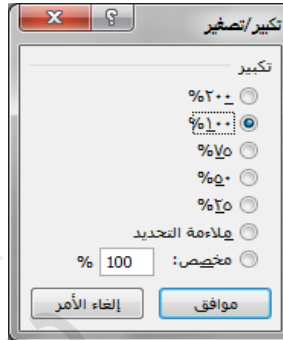 تكبير/تصغير
تكبير
٢٠٠%
١٠٠%
٧٥%
٥٠%
٢٥%
ملاءمة التحديد
مخصص: 100 %
موافق إلغاء الأمر